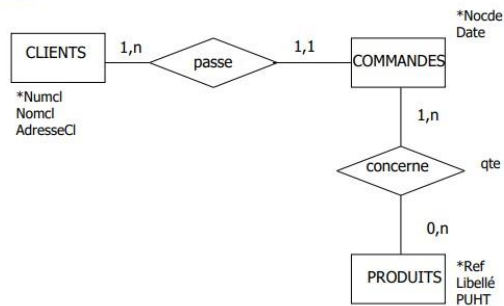 *Nocde
Date
CLIENTS
1,n
passe
1,1
COMMANDES
*Numcl
Nomcl
AdresseCl
1,n
concerne
qte
0,n
PRODUITS
*Ref
Libellé
PUHT